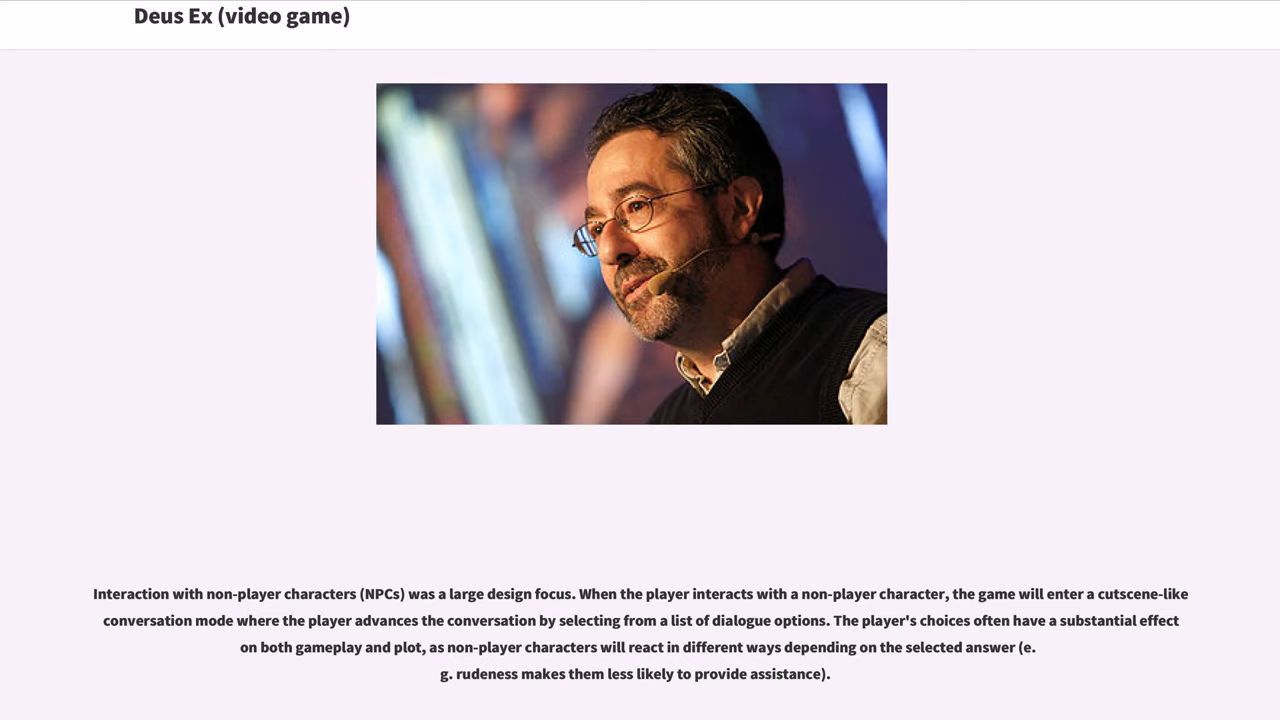 Deus Ex (video game)
Interaction with non-player characters (NPCs) was a large design focus. When the player interacts with a non-player character, the game will enter a cutscene-like
conversation mode where the player advances the conversation by selecting from a list of dialogue options. The player's choices often have a substantial effect
on both gameplay and plot, as non-player characters will react in different ways depending on the selected answer (e.
g. rudeness makes them less likely to provide assistance).